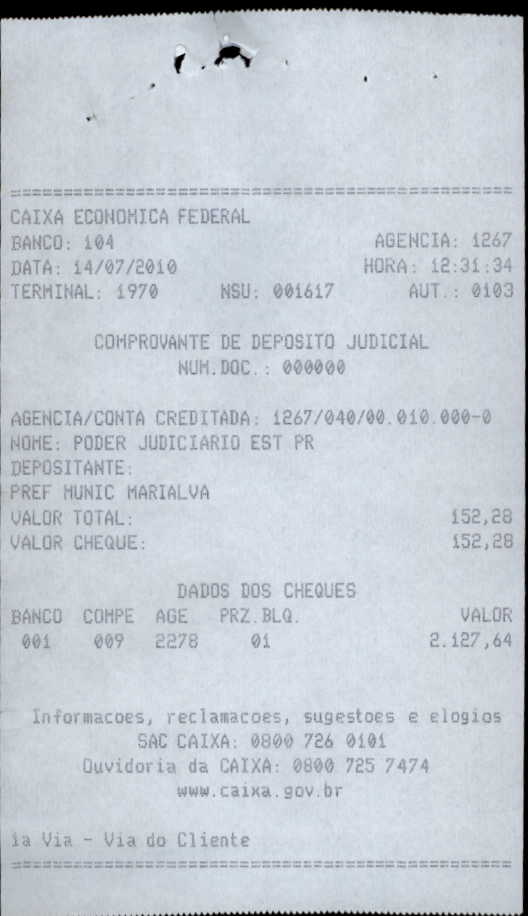 ================================================
CAIXA ECONOMICA FEDERAL
BANCO: 104 AGENCIA: 1267
DATA: 14/07/2010 HORA: 12:31:34
TERMINAL: 1970 NSU: 001617 AUT.: 0103
COMPROVANTE DE DEPOSITO JUDICIAL
NUM.DOC.: 000000
AGENCIA/CONTA CREDITADA: 1267/040/00.010.000-0
NOME: PODER JUDICIARIO EST PR
DEPOSITANTE:
PREF MUNIC MARIALVA
VALOR TOTAL: 152,28
VALOR CHEQUE: 152,28
DADOS DOS CHEQUES
BANCO COMPE AGE PRZ.BLQ. VALOR
001 009 2278 01 2.127,64
Informacoes, reclamacoes, sugestoes e elogios
SAC CAIXA: 0800 726 0101
Ouvidoria da CAIXA: 0800 725 7474
www.caixa.gov.br
1a Via - Via do Cliente
================================================